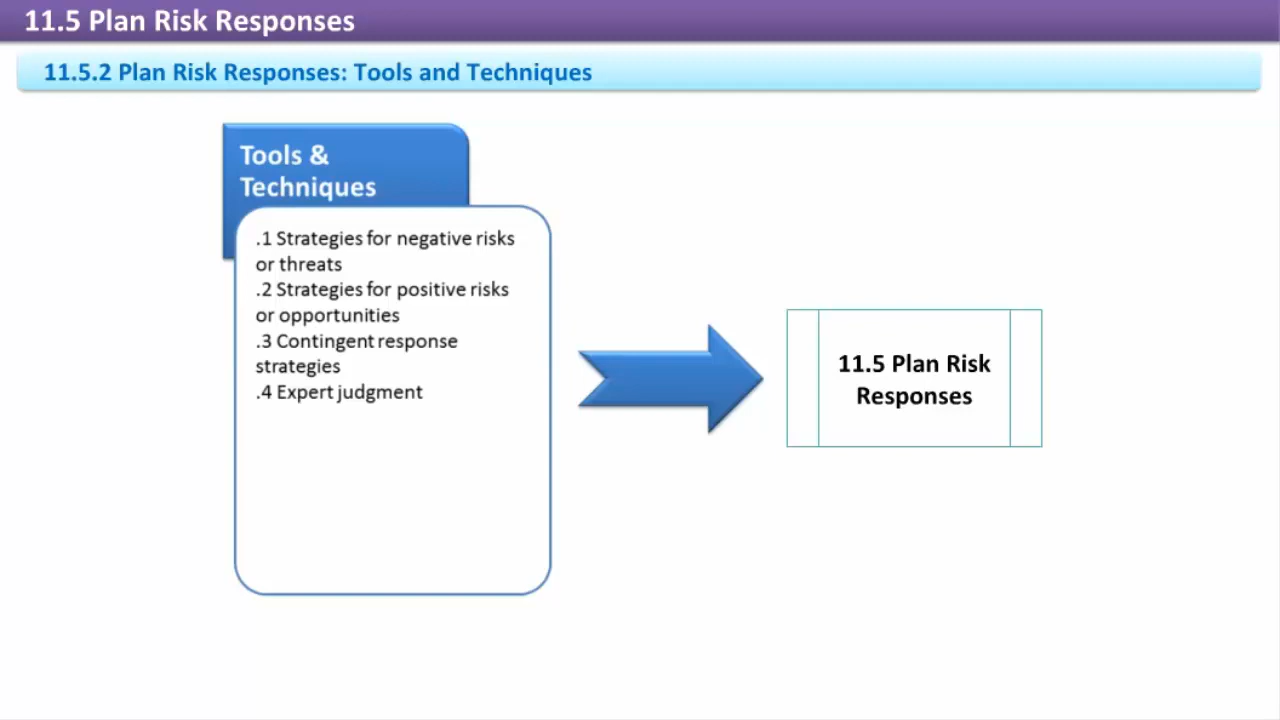 11.5 Plan Risk Responses
11.5.2 Plan Risk Responses: Tools and Techniques
Tools &
Techniques
.1 Strategies for negative risks
or threats
.2 Strategies for positive risks
or opportunities
.3 Contingent response
strategies
.4 Expert judgment
11.5 Plan Risk
Responses